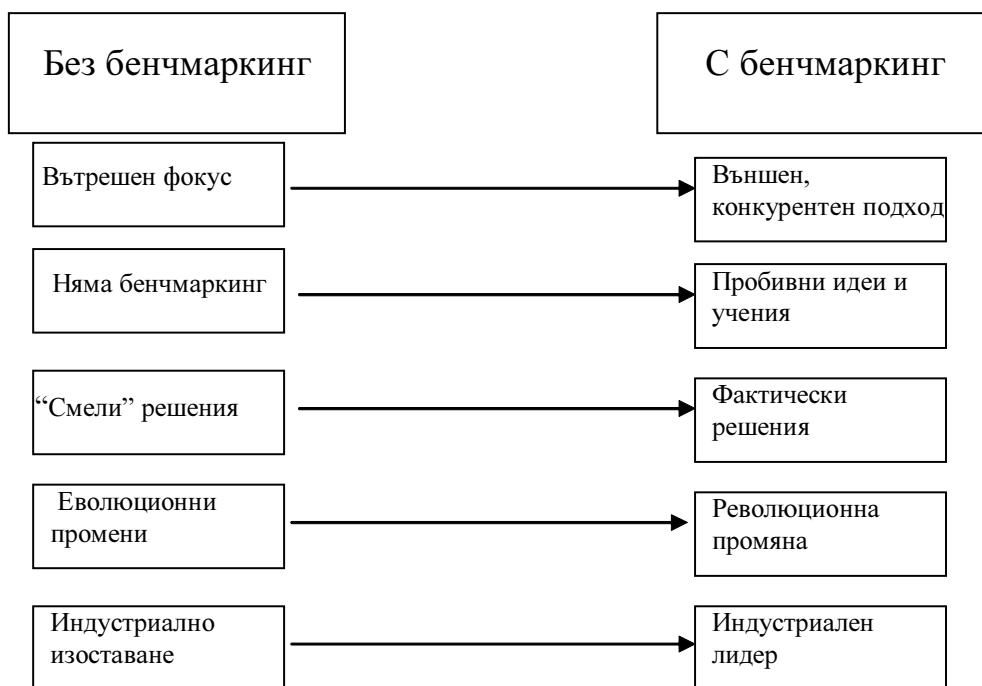 Без бенчмаркинг
С бенчмаркинг
Вътрешен фокус
Външен,
конкурентен подход
Няма бенчмаркинг
Пробивни идеи и
учения
“Смели” решения
Фактически
решения
Еволюционни
промени
Революционна
промяна
Индустриално
изоставане
Индустриален
лидер